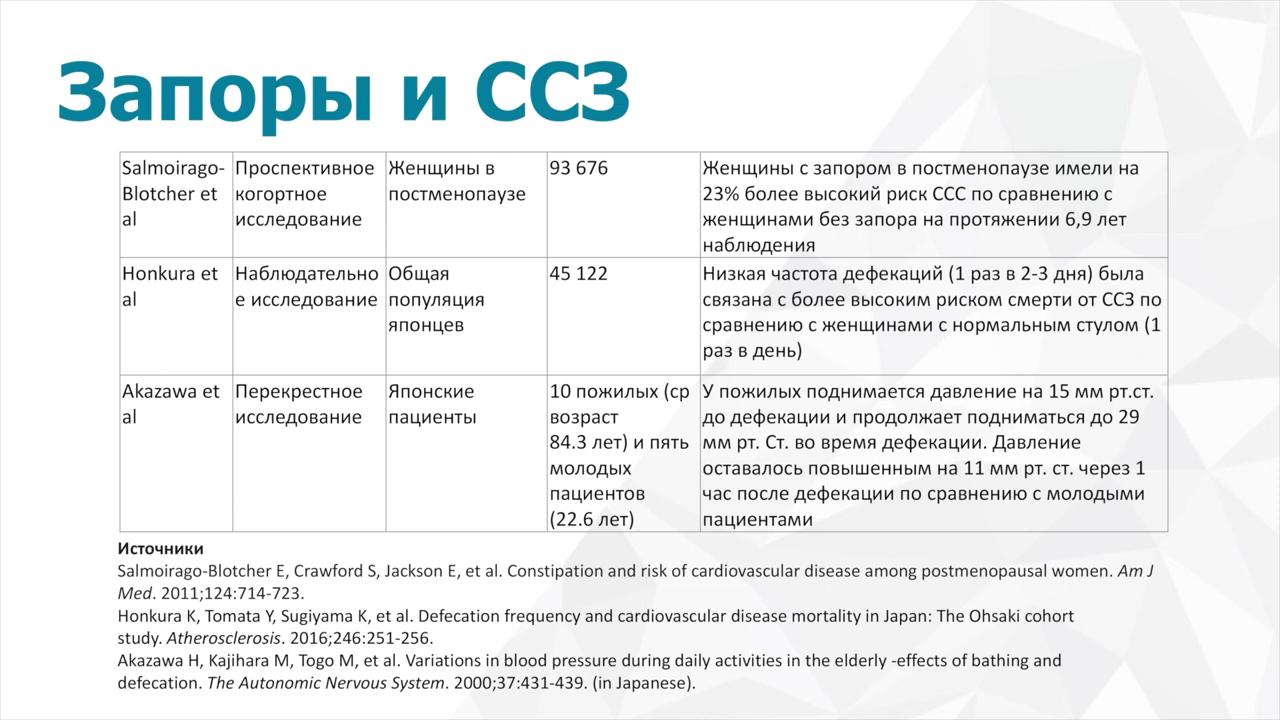 Запоры и ССЗ
Salmoirago-
Blotcher et
al
Проспективное
когортное
исследование
Женщины в
постменопаузе
93 676
Женщины с запором в постменопаузе имели на
23% более высокий риск ССС по сравнению с
женщинами без запора на протяжении 6,9 лет
наблюдения
Honkura et
al
Наблюдательно
е исследование
Общая
популяция
японцев
45 122
Низкая частота дефекаций (1 раз в 2-3 дня) была
связана с более высоким риском смерти от ССЗ по
сравнению с женщинами с нормальным стулом (1
раз в день)
Akazawa et
al
Перекрестное
исследование
Японские
пациенты
10 пожилых (ср
возраст
84.3 лет) и пять
молодых
пациентов
(22.6 лет)
У пожилых поднимается давление на 15 мм рт.ст.
до дефекации и продолжает подниматься до 29
мм рт. Ст. во время дефекации. Давление
оставалось повышенным на 11 мм рт. ст. через 1
час после дефекации по сравнению с молодыми
пациентами
Источники
Salmoirago-Blotcher E, Crawford S, Jackson E, et al. Constipation and risk of cardiovascular disease among postmenopausal women. Am J
Med. 2011;124:714-723.
Honkura K, Tomata Y, Sugiyama K, et al. Defecation frequency and cardiovascular disease mortality in Japan: The Ohsaki cohort
study. Atherosclerosis. 2016;246:251-256.
Akazawa H, Kajihara M, Togo M, et al. Variations in blood pressure during daily activities in the elderly -effects of bathing and
defecation. The Autonomic Nervous System. 2000;37:431-439. (in Japanese).